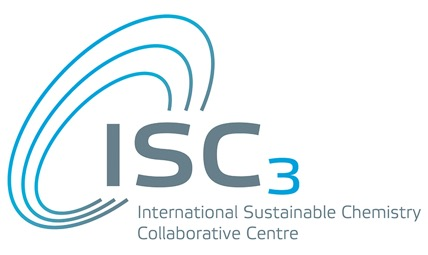 ISC3
International Sustainable Chemistry
Collaborative Centre